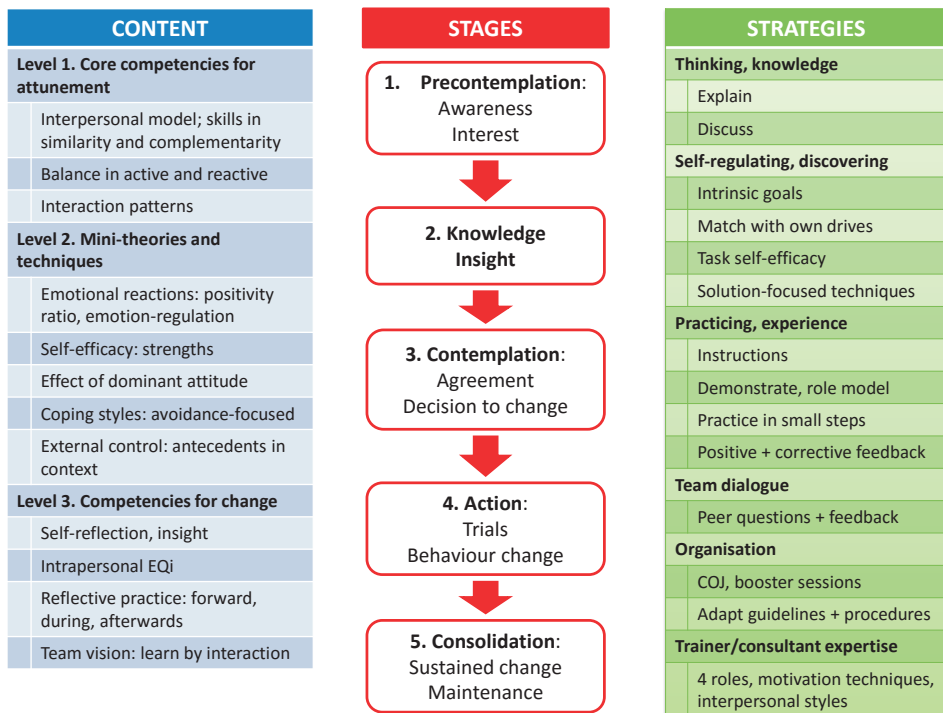 CONTENT
Level 1. Core competencies for
attunement
Interpersonal model; skills in
similarity and complementarity
Balance in active and reactive
Interaction patterns
Level 2. Mini-theories and
techniques
Emotional reactions: positivity
ratio, emotion-regulation
Self-efficacy: strengths
Effect of dominant attitude
Coping styles: avoidance-focused
External control: antecedents in
context
Level 3. Competencies for change
Self-reflection, insight
Intrapersonal EQi
Reflective practice: forward,
during, afterwards
Team vision: learn by interaction
STAGES
1. Precontemplation:
Awareness
Interest
2. Knowledge
Insight
3. Contemplation:
Agreement
Decision to change
4. Action:
Trials
Behaviour change
5. Consolidation:
Sustained change
Maintenance
STRATEGIES
Thinking, knowledge
Explain
Discuss
Self-regulating, discovering
Intrinsic goals
Match with own drives
Task self-efficacy
Solution-focused techniques
Practicing, experience
Instructions
Demonstrate, role model
Practice in small steps
Positive + corrective feedback
Team dialogue
Peer questions + feedback
Organisation
COJ, booster sessions
Adapt guidelines + procedures
Trainer/consultant expertise
4 roles, motivation techniques,
interpersonal styles